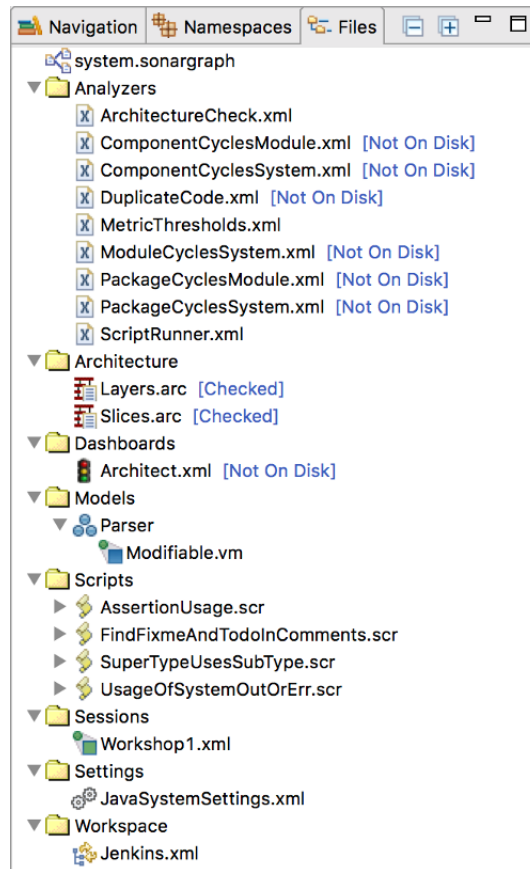 Navigation Namespaces Files
system.sonargraph
Analyzers
ArchitectureCheck.xml
ComponentCyclesModule.xml [Not On Disk]
ComponentCyclesSystem.xml [Not On Disk]
DuplicateCode.xml [Not On Disk]
MetricThresholds.xml
ModuleCyclesSystem.xml [Not On Disk]
PackageCyclesModule.xml [Not On Disk]
PackageCyclesSystem.xml [Not On Disk]
ScriptRunner.xml
Architecture
Layers.arc [Checked]
Slices.arc [Checked]
Dashboards
Architect.xml [Not On Disk]
Models
Parser
Modifiable.vm
Scripts
AssertionUsage.scr
FindFixmeAndTodoInComments.scr
SuperTypeUsesSubType.scr
UsageOfSystemOutOrErr.scr
Sessions
Workshop1.xml
Settings
JavaSystemSettings.xml
Workspace
Jenkins.xml